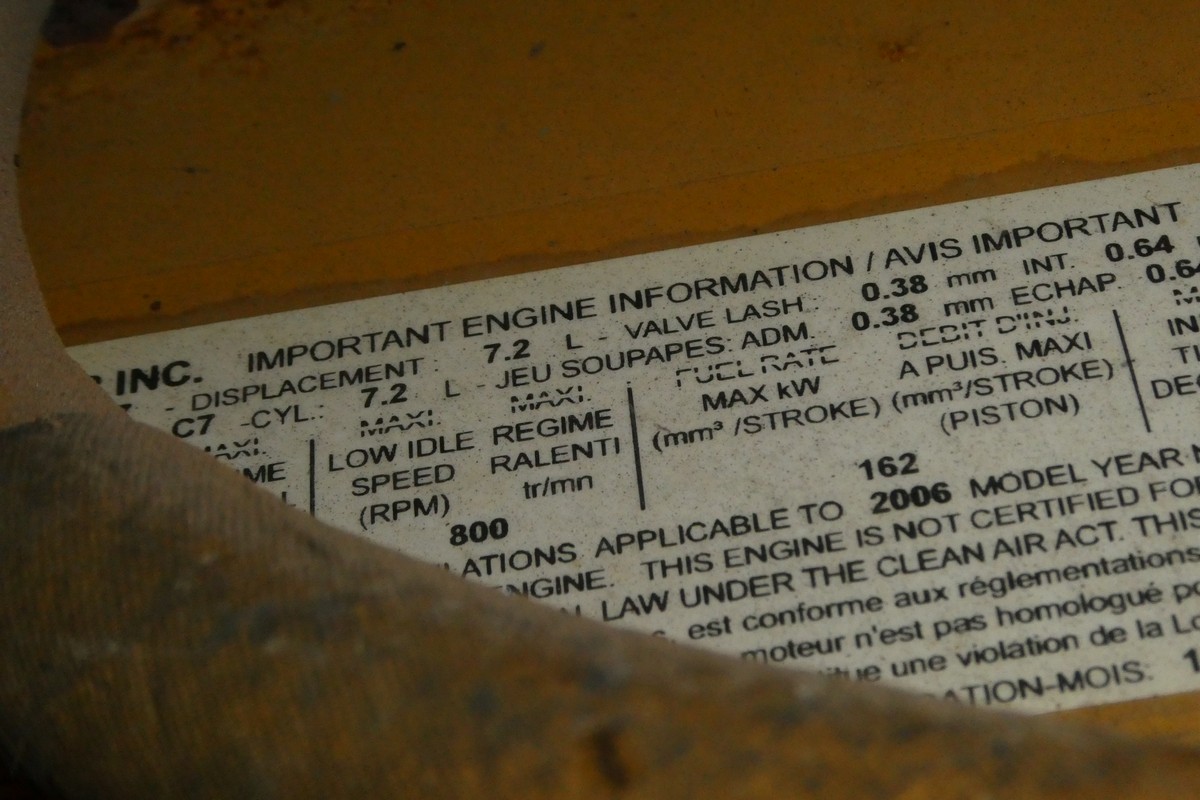 INC. IMPORTANT ENGINE INFORMATION / AVIS IMPORTANT
- DISPLACEMENT : 7.2 L - VALVE LASH : 0.38 mm INT. 0.64
C7 -CYL.: 7.2 L - JEU SOUPAPES: ADM. 0.38 mm ECHAP. 0.64
MAXI. MAXI. FUEL RATE DEBIT D'INJ.
LOW IDLE REGIME MAX kW A PUIS. MAXI
SPEED RALENTI (mm³ /STROKE) (mm³/STROKE)
(RPM) tr/mn (PISTON)
800 162
APPLICABLE TO 2006 MODEL YEAR
ENGINE. THIS ENGINE IS NOT CERTIFIED FOR
LAW UNDER THE CLEAN AIR ACT. THIS
est conforme aux réglementations
moteur n'est pas homologué
une violation de la
-MOIS: